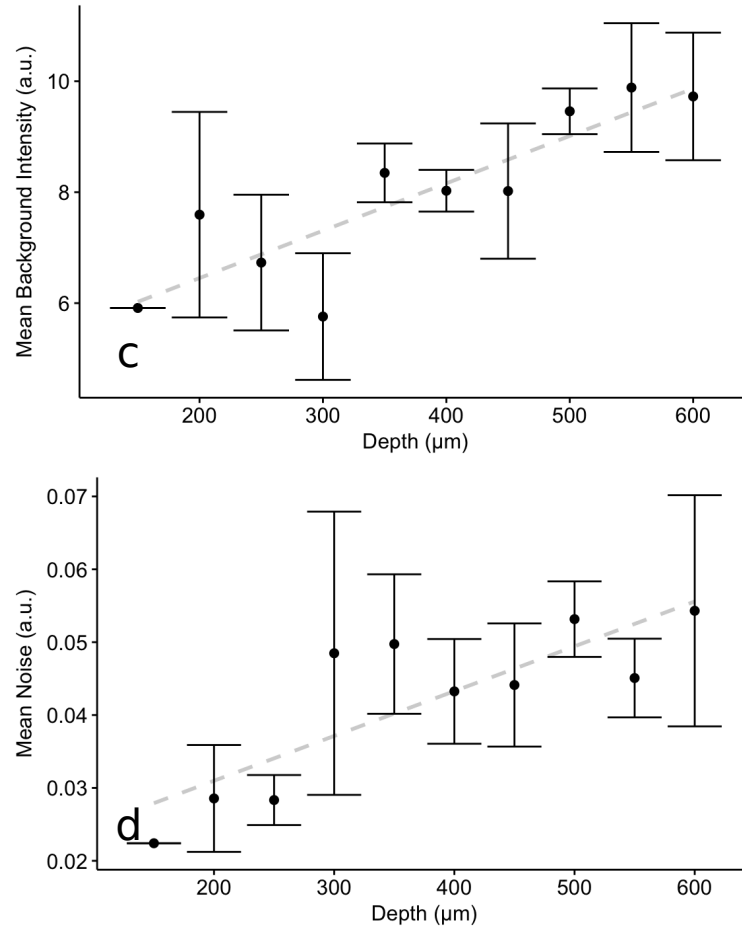 Mean Background Intensity (a.u.)
10
8
6
c
200 300 400 500 600
Depth (µm)
Mean Noise (a.u.)
0.07
0.06
0.05
0.04
0.03
0.02
d
200 300 400 500 600
Depth (µm)